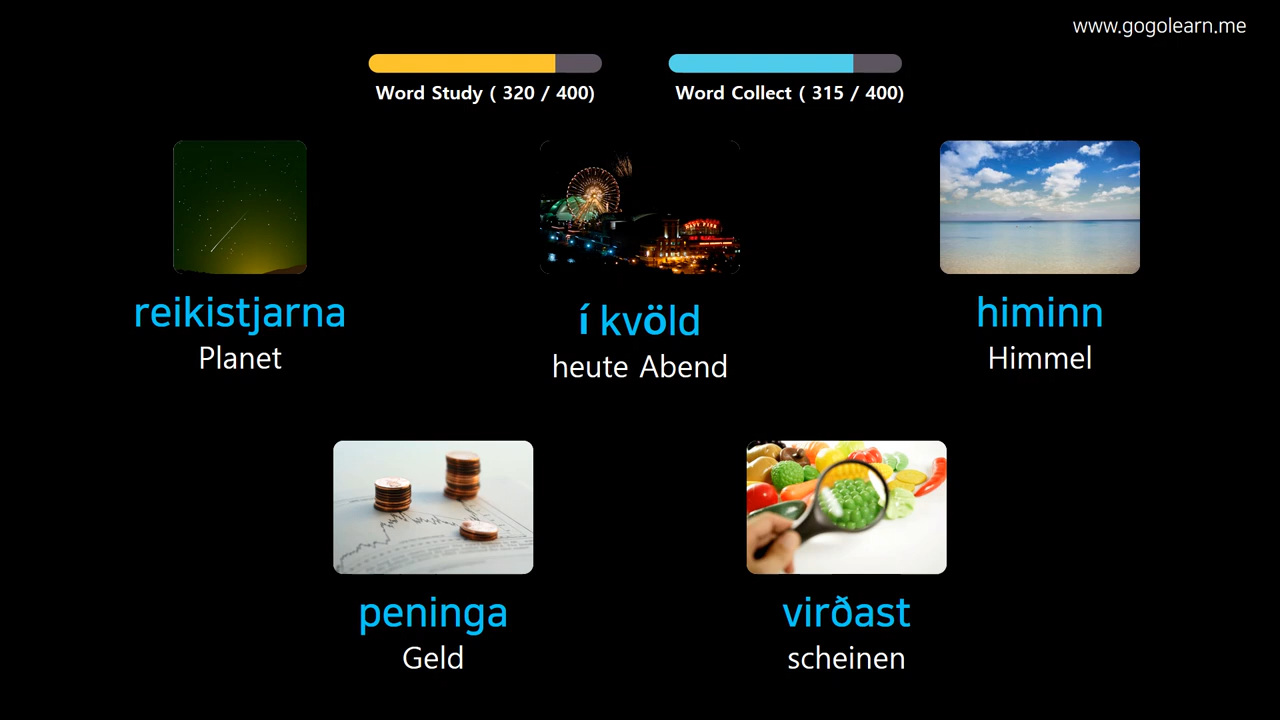 www.gogolearn.me
Word Study ( 320 / 400)
Word Collect ( 315 / 400)
reikistjarna
Planet
í kvöld
heute Abend
himinn
Himmel
peninga
Geld
virðast
scheinen